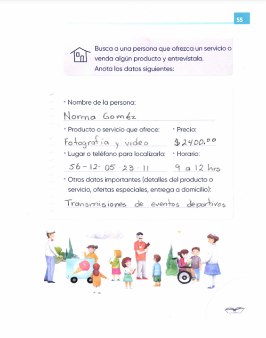 55
Busca a una persona que ofrezca un servicio o
venda algún producto y entrevístala.
Anota los datos siguientes:
• Nombre de la persona:
Norma Goméz
• Producto o servicio que ofrece: • Precio:
Fotografía y video $2400.00
• Lugar o teléfono para localizarla: • Horario:
56-12-05-23-11 9 a 12 hrs
• Otros datos importantes (detalles del producto o
servicio, ofertas especiales, entrega a domicilio):
Transmisiones de eventos deportivos